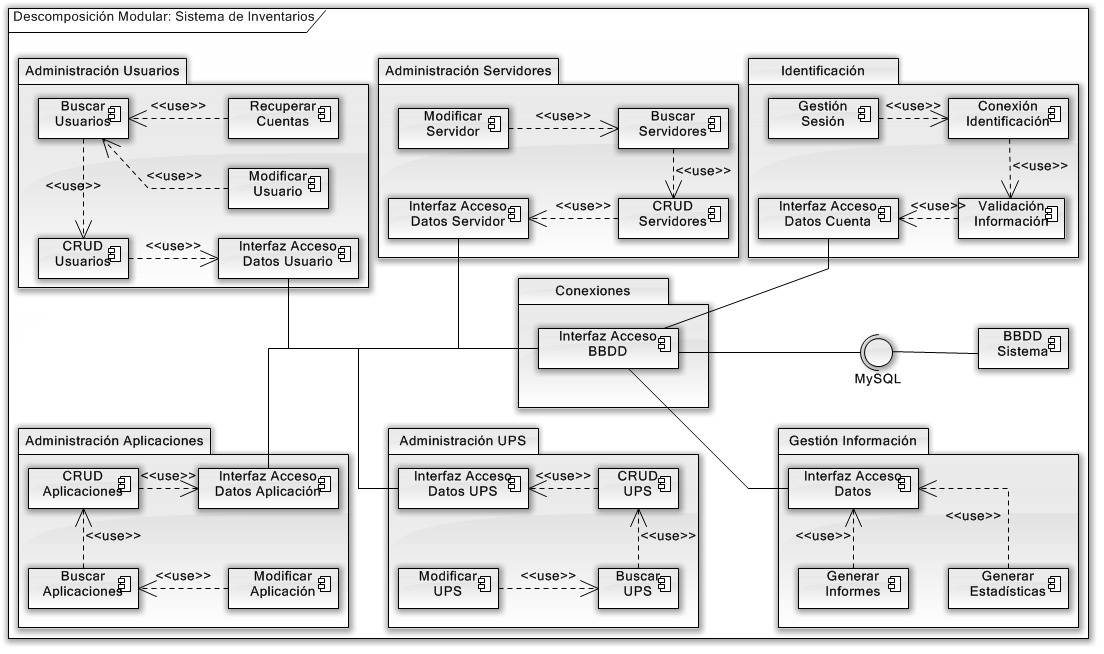 Descomposición Modular: Sistema de Inventarios
Administración Usuarios
Buscar
Usuarios
<<use>>
Recuperar
Cuentas
<<use>>
<<use>>
Modificar
Usuario
CRUD
Usuarios
<<use>>
Interfaz Acceso
Datos Usuario
Administración Servidores
Modificar
Servidor
<<use>>
Buscar
Servidores
<<use>>
Interfaz Acceso
Datos Servidor
<<use>>
CRUD
Servidores
Identificación
Gestión
Sesión
<<use>>
Conexión
Identificación
<<use>>
Interfaz Acceso
Datos Cuenta
<<use>>
Validación
Información
Conexiones
Interfaz Acceso
BBDD
MySQL
BBDD
Sistema
Administración Aplicaciones
CRUD
Aplicaciones
<<use>>
Interfaz Acceso
Datos Aplicación
<<use>>
Buscar
Aplicaciones
<<use>>
Modificar
Aplicación
Administración UPS
Interfaz Acceso
Datos UPS
<<use>>
CRUD
UPS
<<use>>
Modificar
UPS
<<use>>
Buscar
UPS
Gestión Información
Interfaz Acceso
Datos
<<use>>
<<use>>
Generar
Informes
Generar
Estadísticas